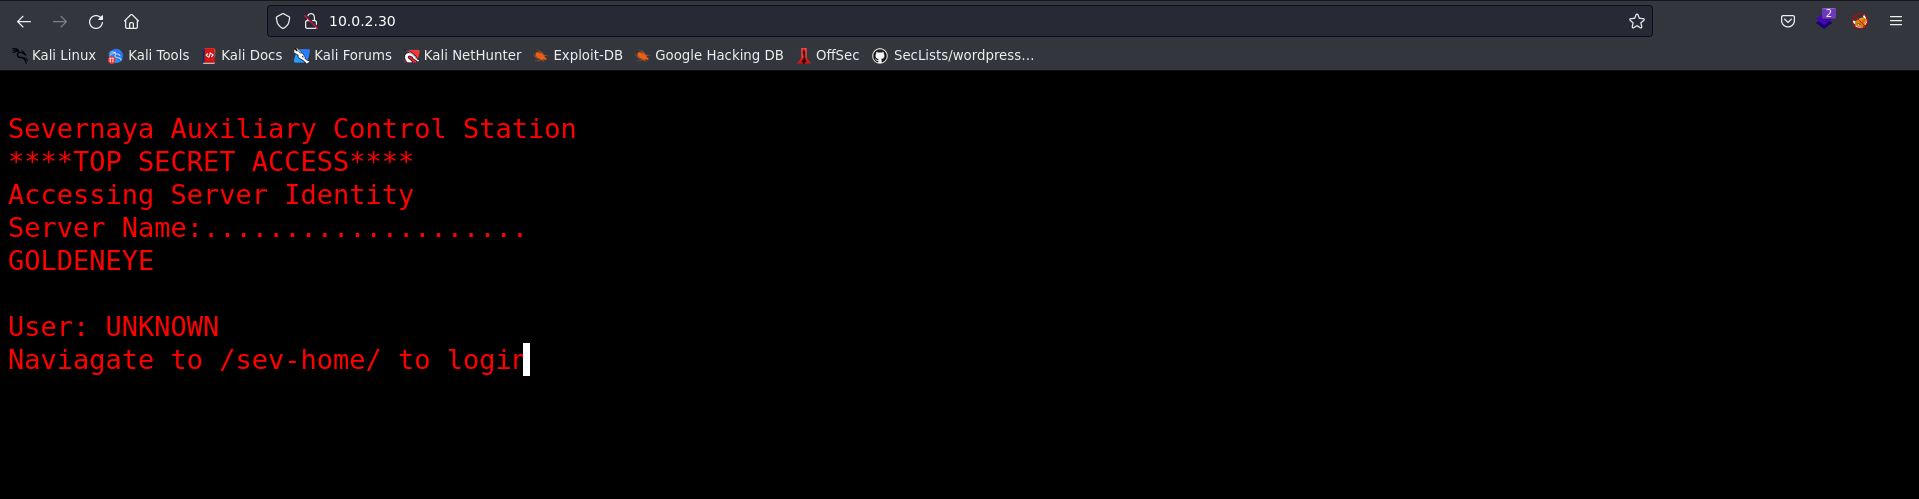 10.0.2.30
2
Kali Linux Kali Tools Kali Docs Kali Forums Kali NetHunter Exploit-DB Google Hacking DB OffSec SecLists/wordpress…
Severnaya Auxiliary Control Station
****TOP SECRET ACCESS****
Accessing Server Identity
Server Name:....................
GOLDENEYE
User: UNKNOWN
Naviagate to /sev-home/ to login